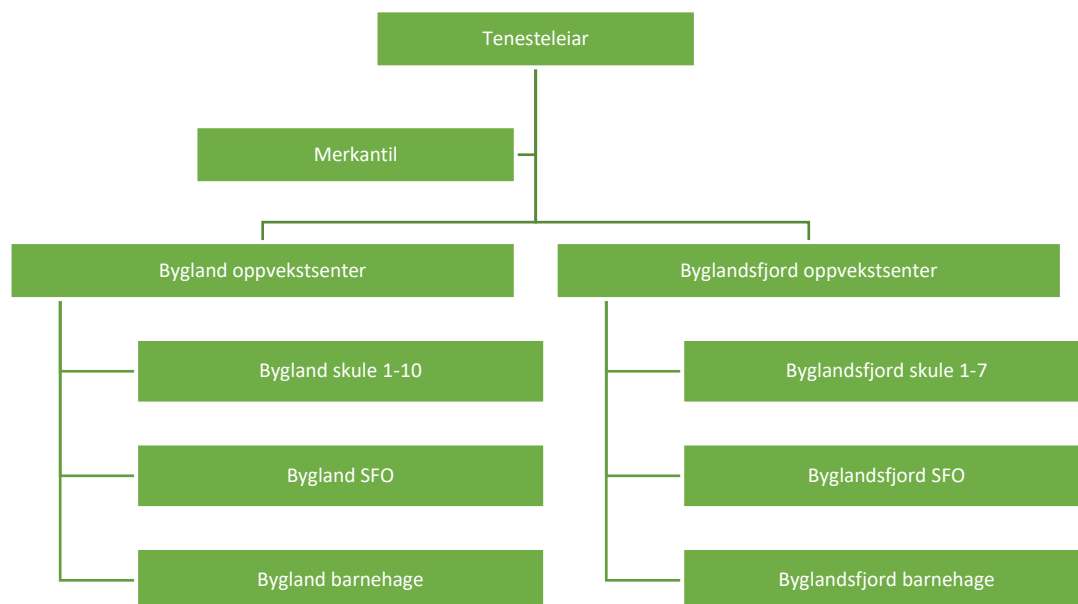 Tenesteleiar
Merkantil
Bygland oppvekstsenter
Bygland skule 1-10
Bygland SFO
Bygland barnehage
Byglandsfjord oppvekstsenter
Byglandsfjord skule 1-7
Byglandsfjord SFO
Byglandsfjord barnehage